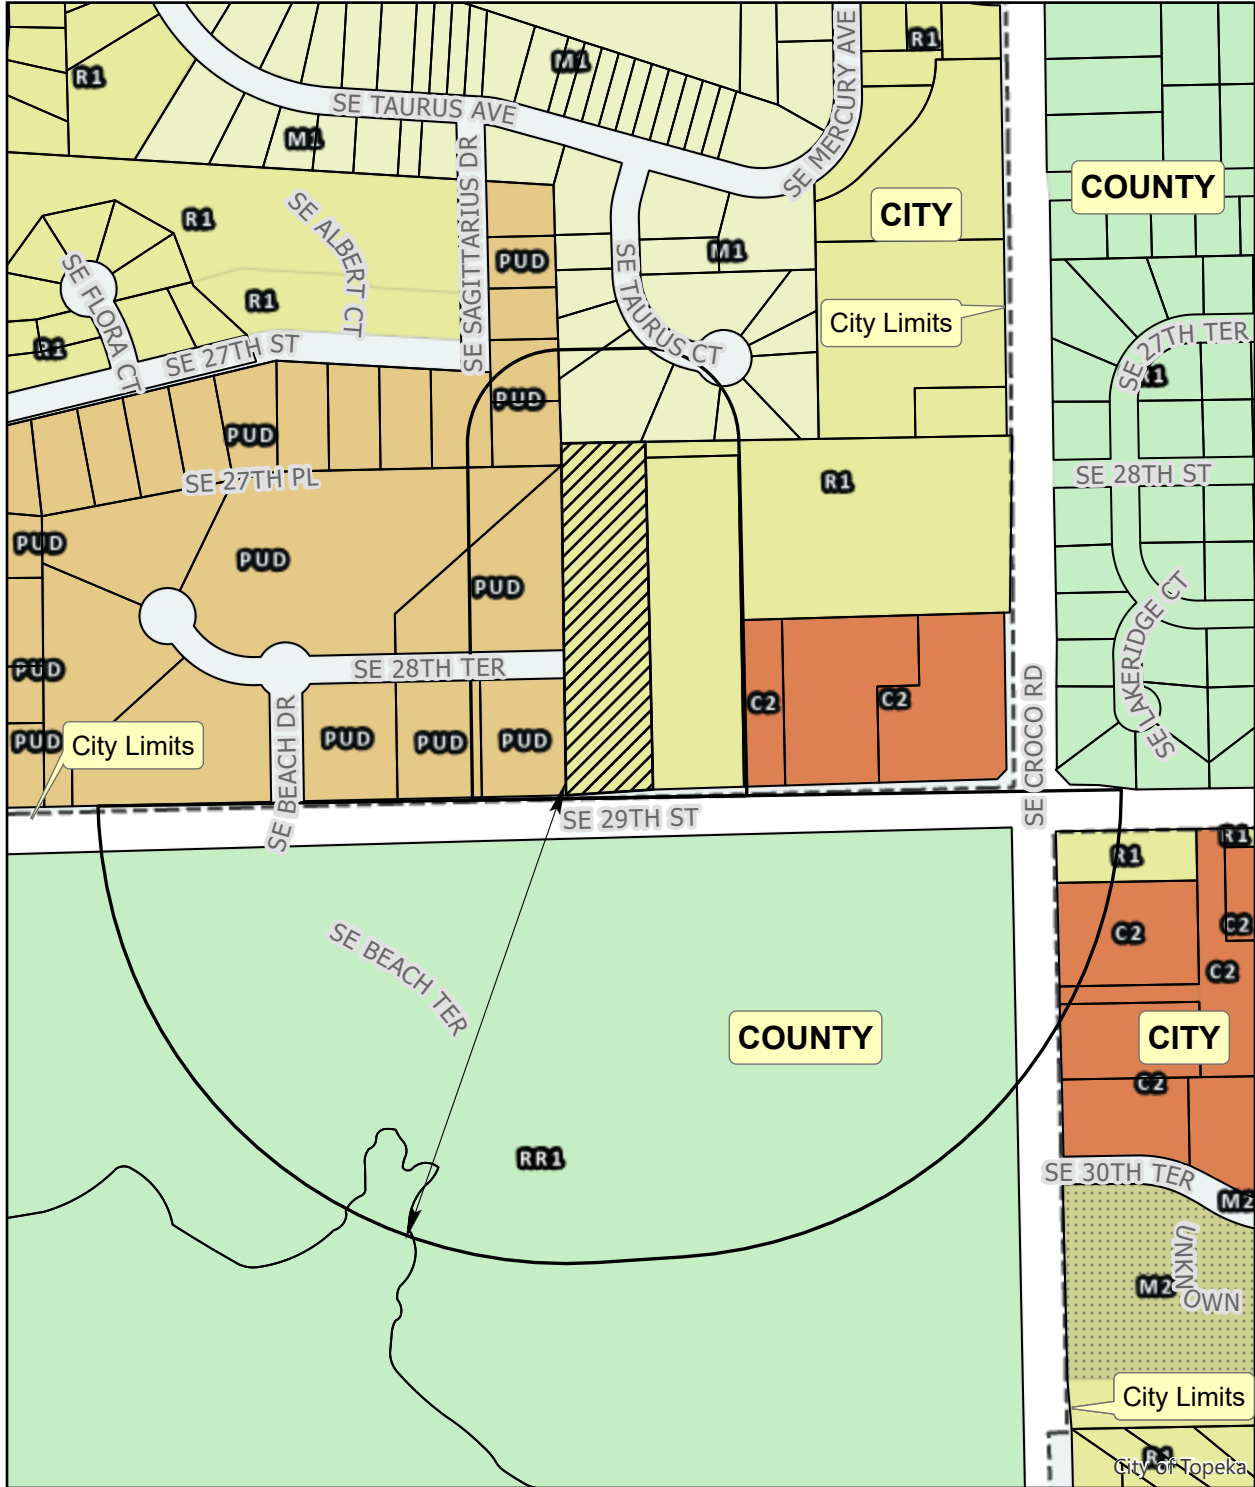 R1
M1
SE MERCURY AVE
R1
SE TAURUS AVE
M1
SE SAGITTARIUS DR
COUNTY
CITY
R1
SE ALBERT CT
M1
PUD
SE FLORA CT
R1
SE TAURUS CT
City Limits
SE 27TH TER
R1
SE 27TH ST
R1
PUD
PUD
SE 27TH PL
R1
SE 28TH ST
PUD
PUD
PUD
SE LAKERIDGE CT
PUD
SE 28TH TER
SE BEACH DR
C2
C2
SE CROCO RD
PUD
City Limits
PUD
PUD
PUD
SE 29TH ST
R1
R1
C2
C2
SE BEACH TER
C2
COUNTY
CITY
C2
RR1
SE 30TH TER
M2
UNKNOWN
M2
City Limits
R1
City of Topeka